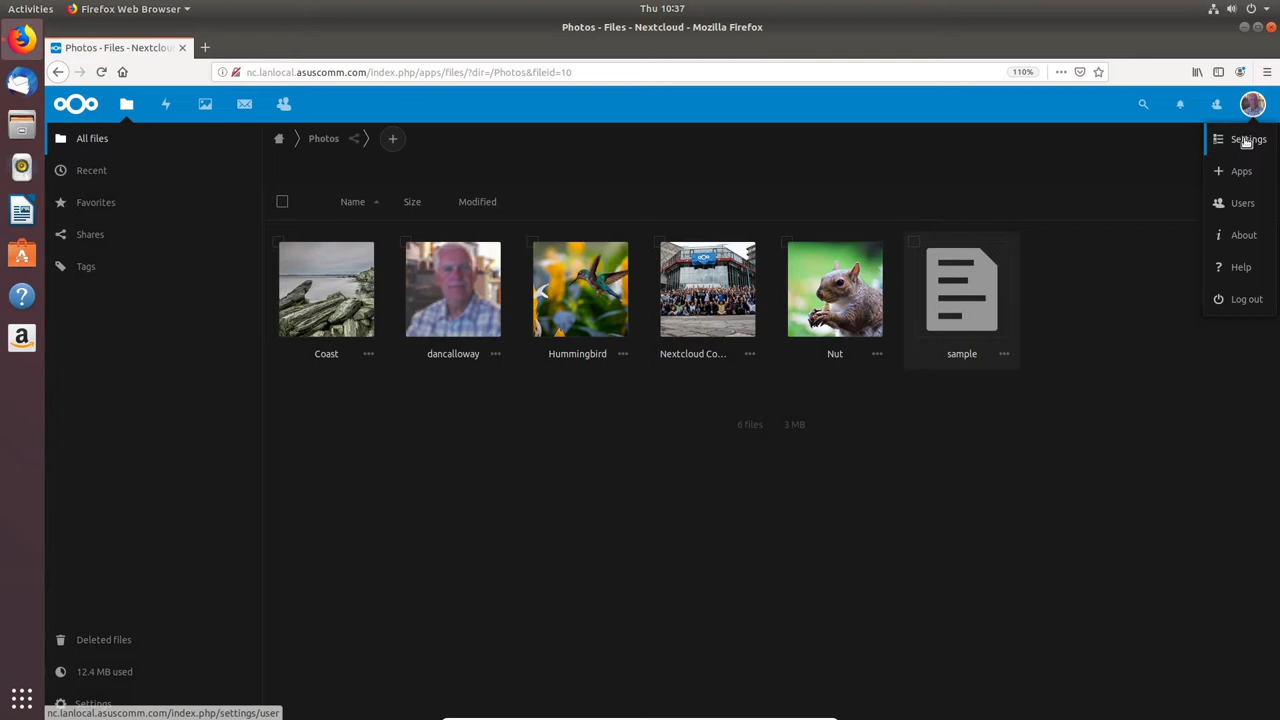 Activities
Firefox Web Browser
Thu 10:37
Photos - Files - Nextcloud - Mozilla Firefox
Photos - Files - Nextclou
nc.lanlocal.asuscomm.com/index.php/apps/files/?dir=/Photos&fileid=10
110%
All files
Photos
Settings
Recent
Apps
Favorites
Name
Size
Modified
Users
Shares
About
Tags
Help
Log out
Coast
dancalloway
Hummingbird
Nextcloud Co...
Nut
sample
6 files
3 MB
Deleted files
12.4 MB used
Settings
nc.lanlocal.asuscomm.com/index.php/settings/user